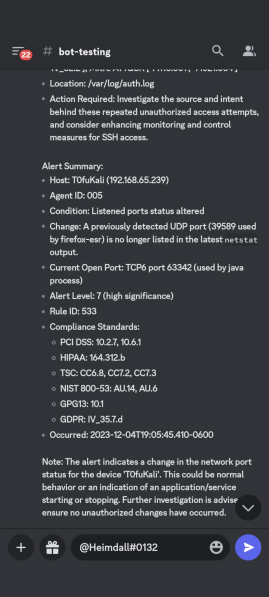 22
# bot-testing
Location: /var/log/auth.log
Action Required: Investigate the source and intent
behind these repeated unauthorized access attempts,
and consider enhancing monitoring and control
measures for SSH access.
Alert Summary:
Host: T0fuKali (192.168.65.239)
Agent ID: 005
Condition: Listened ports status altered
Change: A previously detected UDP port (39589 used
by firefox-esr) is no longer listed in the latest netstat
output.
Current Open Port: TCP6 port 63342 (used by java
process)
Alert Level: 7 (high significance)
Rule ID: 533
Compliance Standards:
PCI DSS: 10.2.7, 10.6.1
HIPAA: 164.312.b
TSC: CC6.8, CC7.2, CC7.3
NIST 800-53: AU.14, AU.6
GPG13: 10.1
GDPR: IV_35.7.d
Occurred: 2023-12-04T19:05:45.410-0600
Note: The alert indicates a change in the network port
status for the device 'T0fuKali'. This could be normal
behavior or an indication of an application/service
starting or stopping. Further investigation is advise
ensure no unauthorized changes have occurred.
@Heimdall#0132